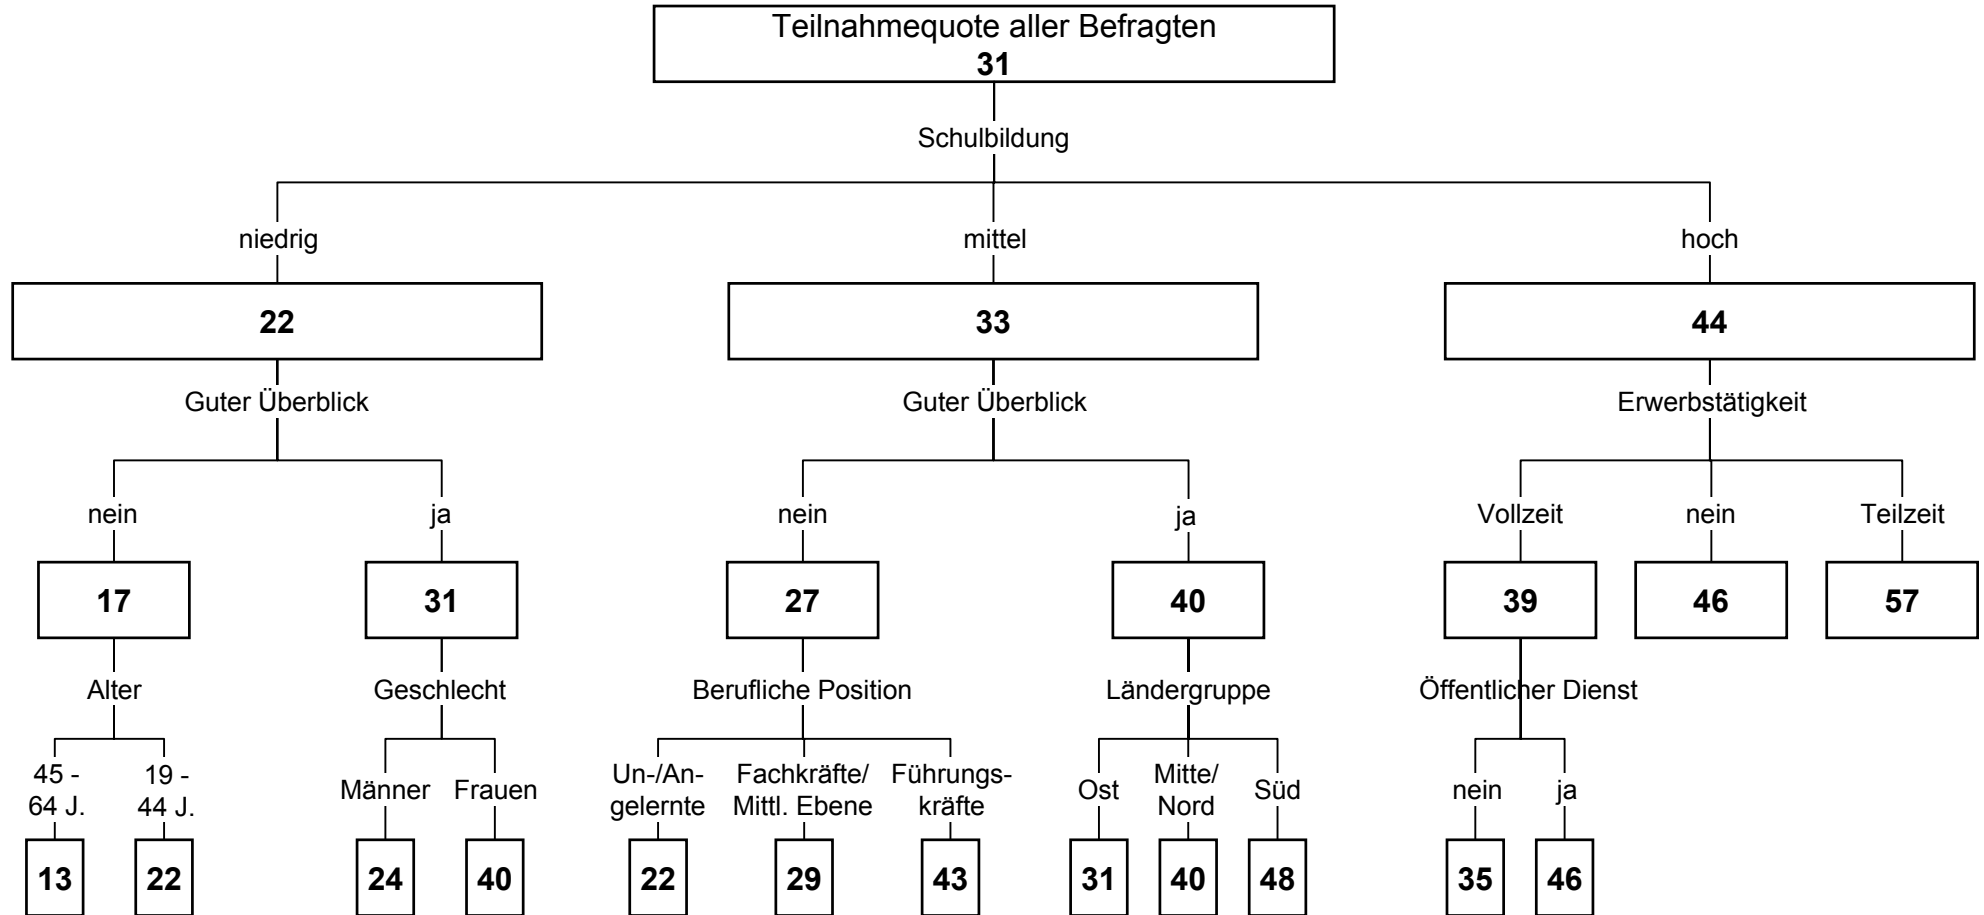 Teilnahmequote aller Befragten
31
Schulbildung
niedrig
mittel
hoch
22
33
44
Guter Überblick
Guter Überblick
Erwerbstätigkeit
nein
ja
nein
ja
Vollzeit
nein
Teilzeit
17
31
27
40
39
46
57
Alter
Geschlecht
Berufliche Position
Ländergruppe
Öffentlicher Dienst
45 -
64 J.
19 -
44 J.
Männer
Frauen
Un-/An-
gelernte
Fachkräfte/
Mittl. Ebene
Führungs-
kräfte
Ost
Mitte/
Nord
Süd
nein
ja
13
22
24
40
22
29
43
31
40
48
35
46